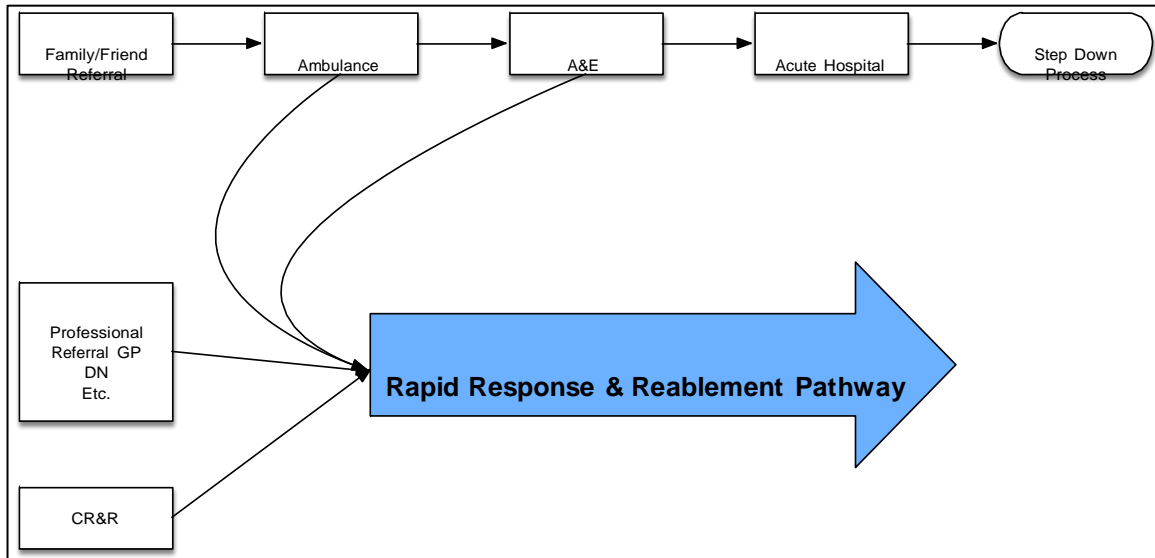 Family/Friend
Referral
Ambulance
A&E
Acute Hospital
Step Down
Process
Professional
Referral GP
DN
Etc.
Rapid Response & Reablement Pathway
CR&R